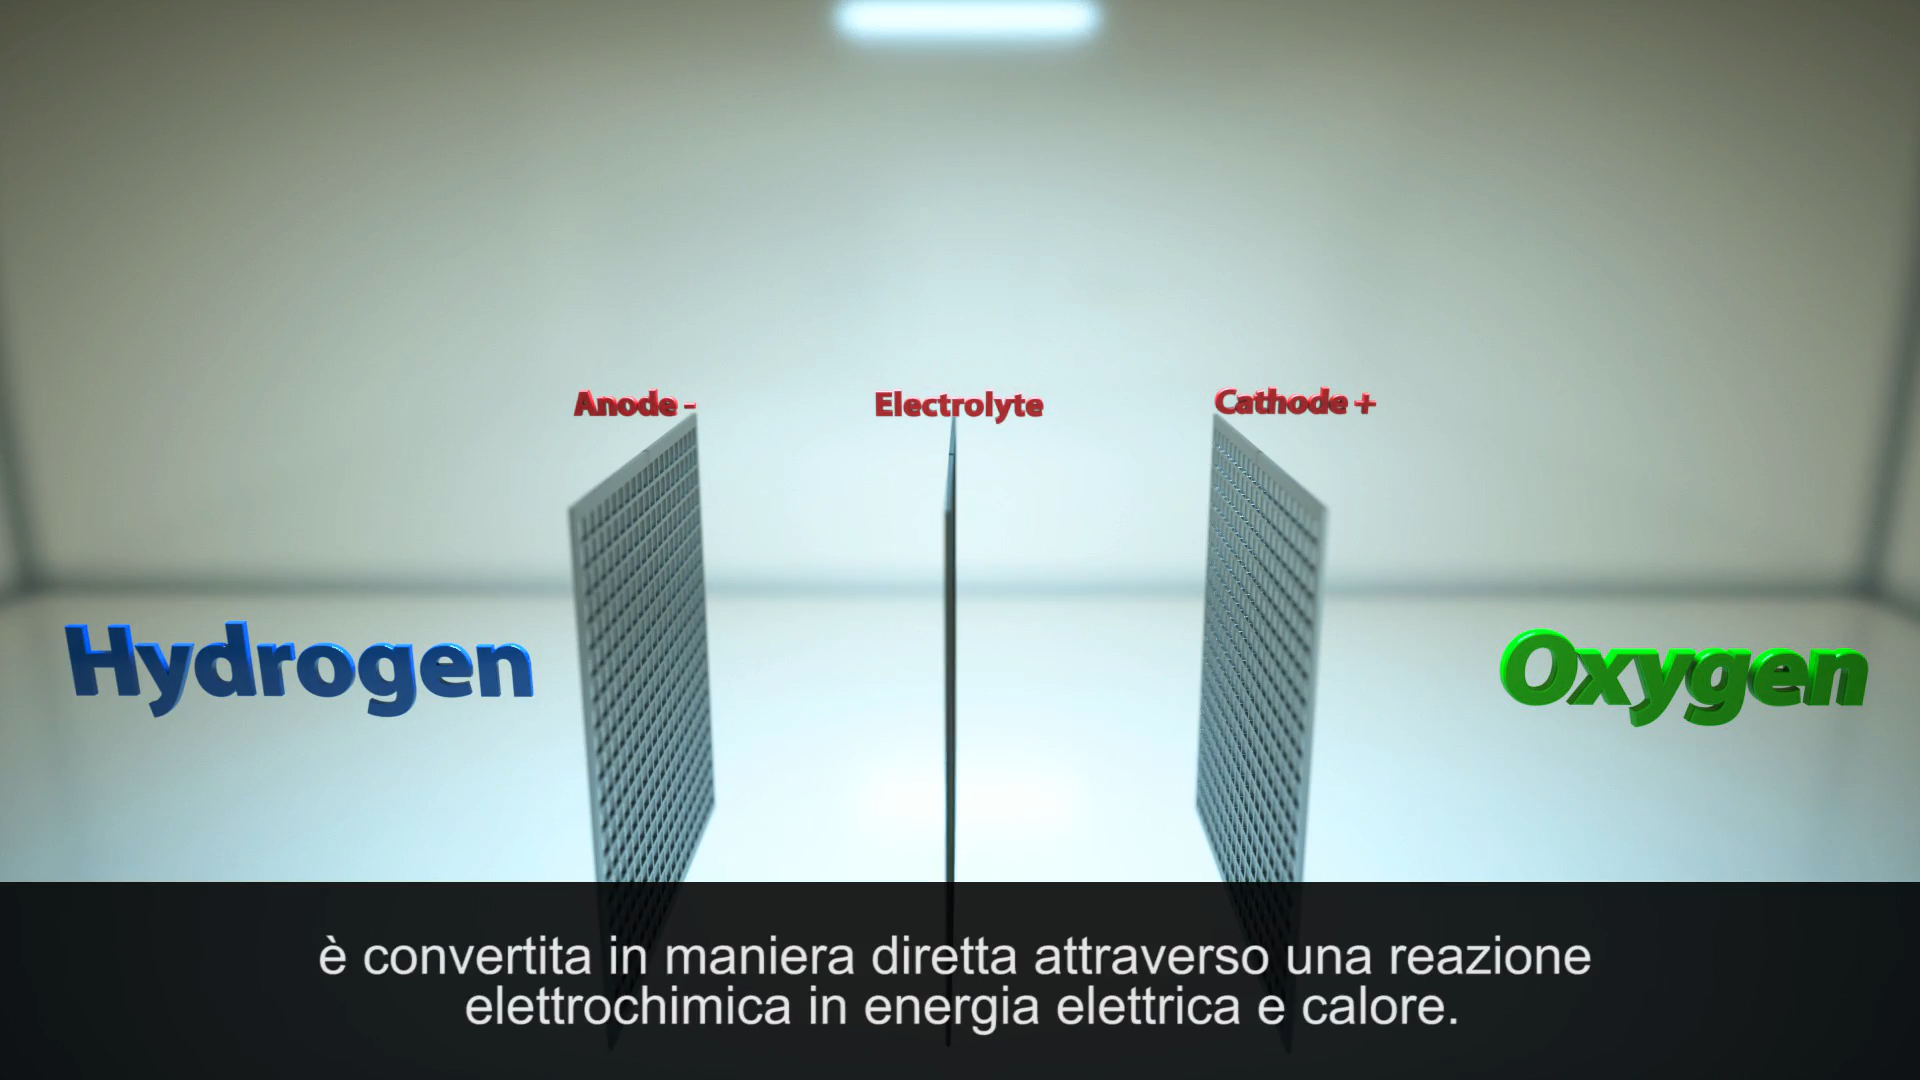 Anode -
Electrolyte
Cathode +
Hydrogen
Oxygen
è convertita in maniera diretta attraverso una reazione
elettrochimica in energia elettrica e calore.